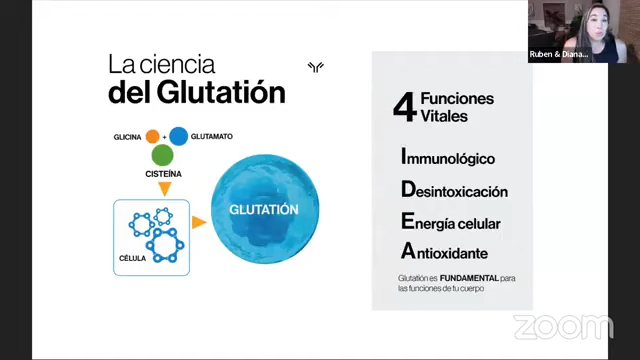 La ciencia
del Glutatión
GLICINA + GLUTAMATO
CISTEÍNA
CÉLULA
GLUTATIÓN
4 Funciones
Vitales
Inmunológico
Desintoxicación
Energía celular
Antioxidante
Glutatión es FUNDAMENTAL para
las funciones de tu cuerpo
Ruben & Diana...
zoom